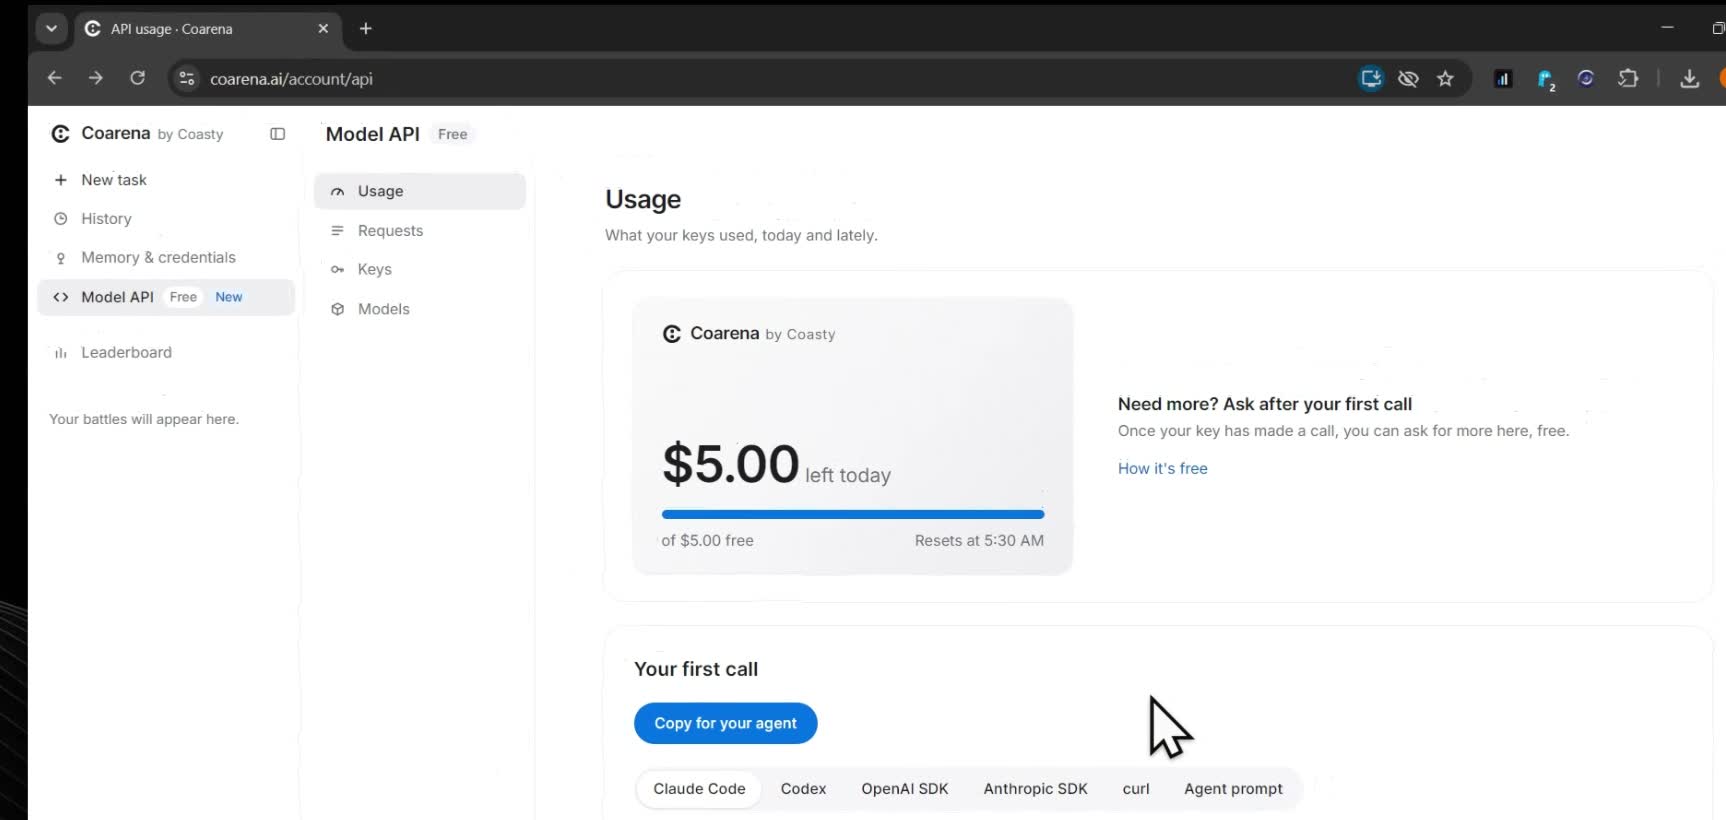 API usage · Coarena
coarena.ai/account/api
2
Coarena by Coasty
New task
History
Memory & credentials
Model API Free New
Leaderboard
Your battles will appear here.
Model API Free
Usage
Requests
Keys
Models
Usage
What your keys used, today and lately.
Coarena by Coasty
$5.00 left today
of $5.00 free Resets at 5:30 AM
Need more? Ask after your first call
Once your key has made a call, you can ask for more here, free.
How it's free
Your first call
Copy for your agent
Claude Code Codex OpenAI SDK Anthropic SDK curl Agent prompt